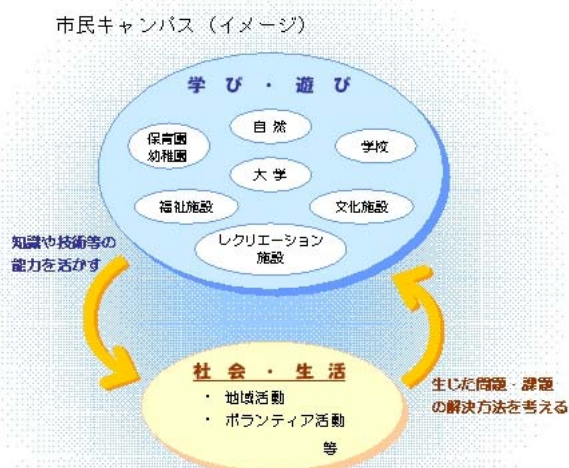 市民キャンパス（イメージ）
学び・遊び
保育園
幼稚園
自然
学校
大学
福祉施設
文化施設
レクリエーション
施設
知識や技術等の
能力を活かす
社会・生活
・ 地域活動
・ ボランティア活動
等
生じた問題・課題
の解決方法を考える